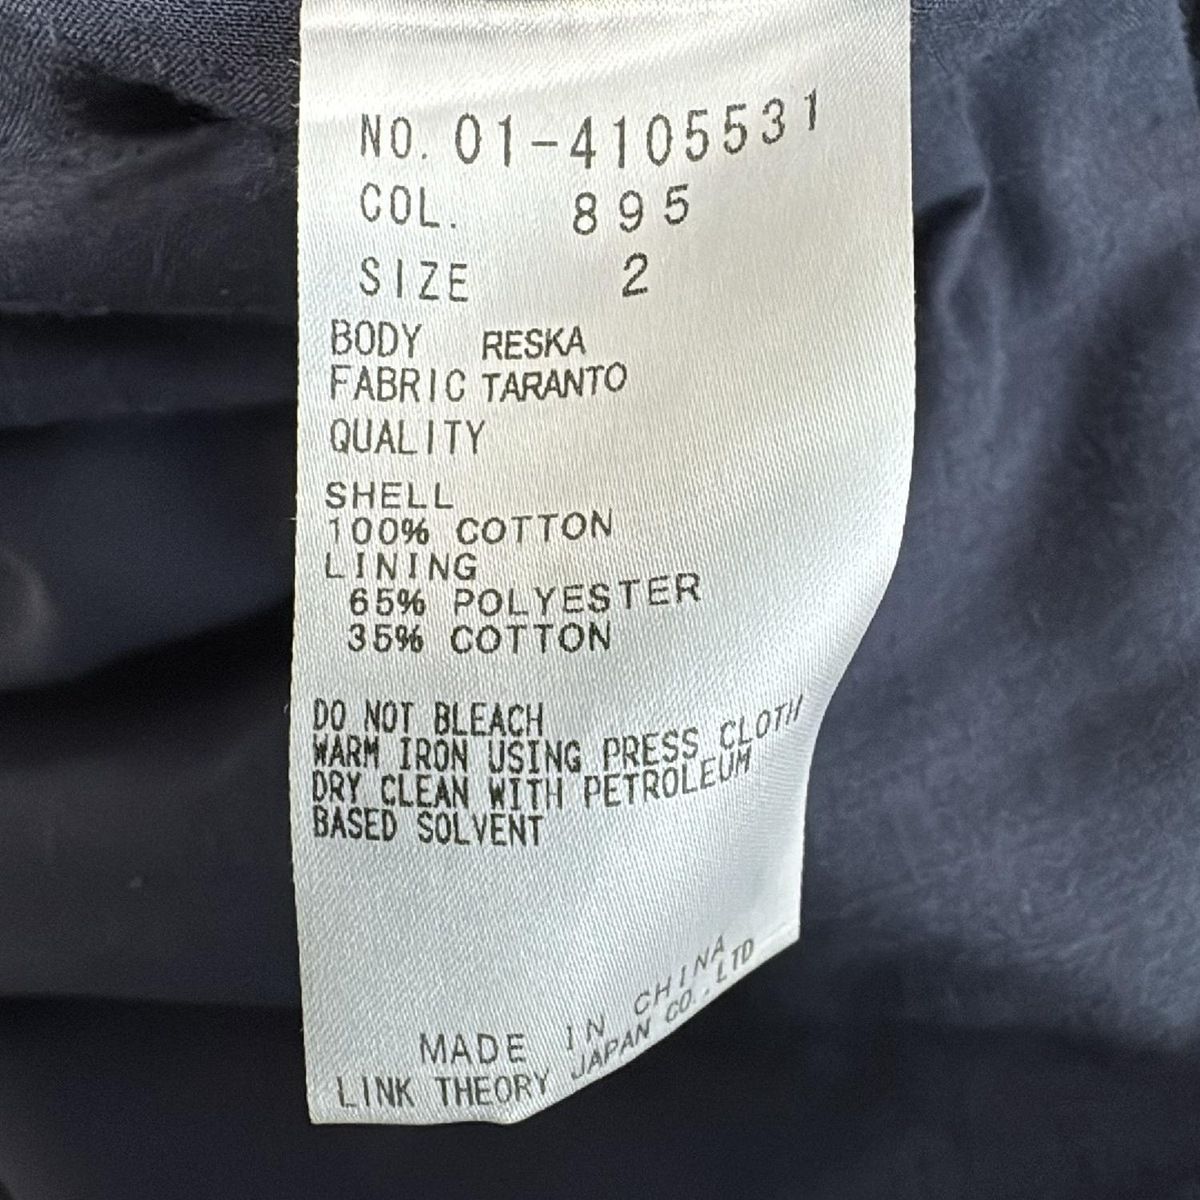 NO. 01-4105531
COL. 895
SIZE 2
BODY RESKA
FABRIC TARANTO
QUALITY
SHELL
100% COTTON
LINING
65% POLYESTER
35% COTTON
DO NOT BLEACH
WARM IRON USING PRESS CLOTH
DRY CLEAN WITH PETROLEUM
BASED SOLVENT
MADE IN CHINA
LINK THEORY JAPAN CO.,LTD